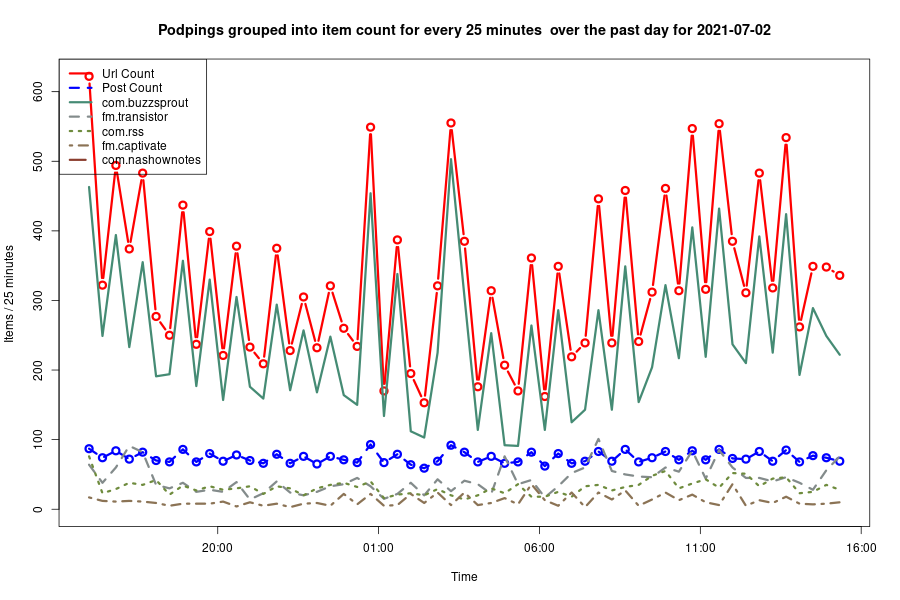 Podpings grouped into item count for every 25 minutes  over the past day for 2021-07-02
Url Count
Post Count
com.buzzsprout
fm.transistor
com.rss
fm.captivate
com.nashownotes
Items / 25 minutes
600
500
400
300
200
100
0
20:00
01:00
06:00
11:00
16:00
Time